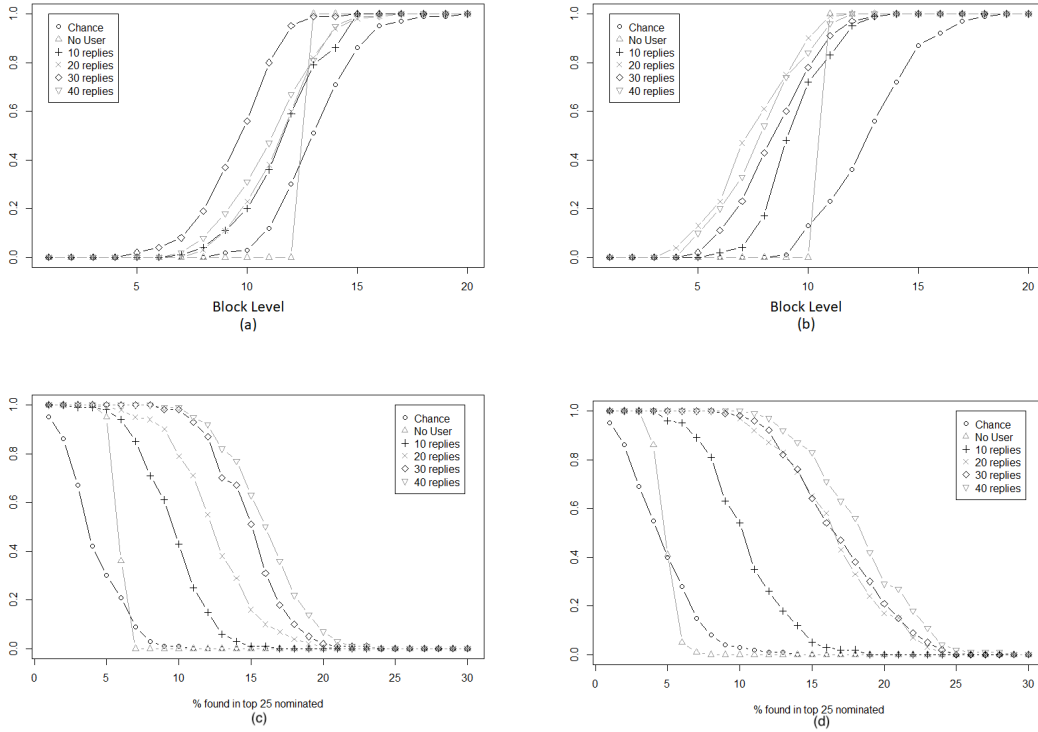 Chance
No User
10 replies
20 replies
30 replies
40 replies
0.0 0.2 0.4 0.6 0.8 1.0
5 10 15 20
Block Level
(a)
Chance
No User
10 replies
20 replies
30 replies
40 replies
0.0 0.2 0.4 0.6 0.8 1.0
5 10 15 20
Block Level
(b)
Chance
No User
10 replies
20 replies
30 replies
40 replies
0.0 0.2 0.4 0.6 0.8 1.0
0 5 10 15 20 25 30
% found in top 25 nominated
(c)
Chance
No User
10 replies
20 replies
30 replies
40 replies
0.0 0.2 0.4 0.6 0.8 1.0
0 5 10 15 20 25 30
% found in top 25 nominated
(d)